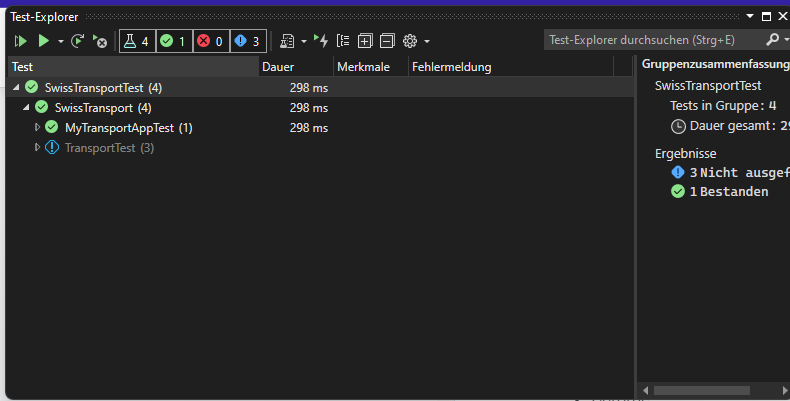 Test-Explorer
4 1 0 3
Test-Explorer durchsuchen (Strg+E)
Test Dauer Merkmale Fehlermeldung
SwissTransportTest (4) 298 ms
SwissTransport (4) 298 ms
MyTransportAppTest (1) 298 ms
TransportTest (3)
Gruppenzusammenfassung
SwissTransportTest
Tests in Gruppe: 4
Dauer gesamt: 29
Ergebnisse
3 Nicht ausgef
1 Bestanden